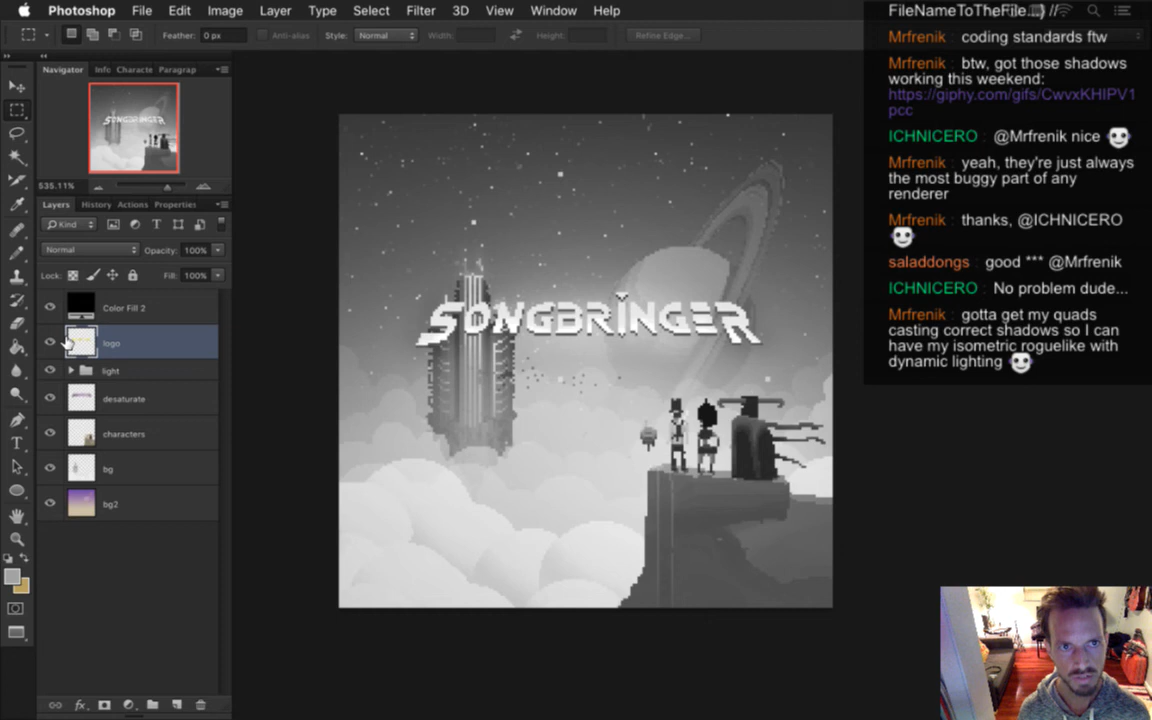 Photoshop File Edit Image Layer Type Select Filter 3D View Window Help
Feather: 0 px Anti-alias Style: Normal Width: Height: Refine Edge...
Navigator Info Characte Paragrap
SONGBRINGER
535.11%
Layers History Actions Properties
Kind
Normal Opacity: 100%
Lock: Fill: 100%
Color Fill 2
logo
light
desaturate
characters
bg
bg2
fx
SONGBRINGER
FileNameToTheFile...) //
Mrfrenik : coding standards ftw
Mrfrenik : btw, got those shadows
working this weekend:
https://giphy.com/gifs/CwvxKHIPV1
pcc
ICHNICERO : @Mrfrenik nice
Mrfrenik : yeah, they're just always
the most buggy part of any
renderer
Mrfrenik : thanks, @ICHNICERO
saladdongs : good *** @Mrfrenik
ICHNICERO : No problem dude...
Mrfrenik : gotta get my quads
casting correct shadows so I can
have my isometric roguelike with
dynamic lighting